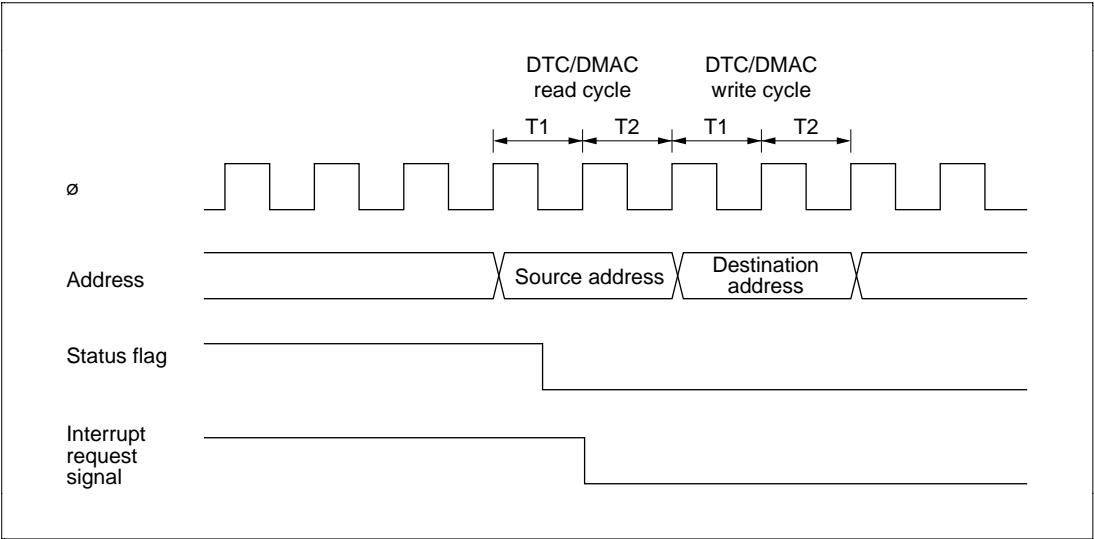 DTC/DMAC
read cycle
DTC/DMAC
write cycle
T1
T2
T1
T2
ø
Address
Source address
Destination
address
Status flag
Interrupt
request
signal